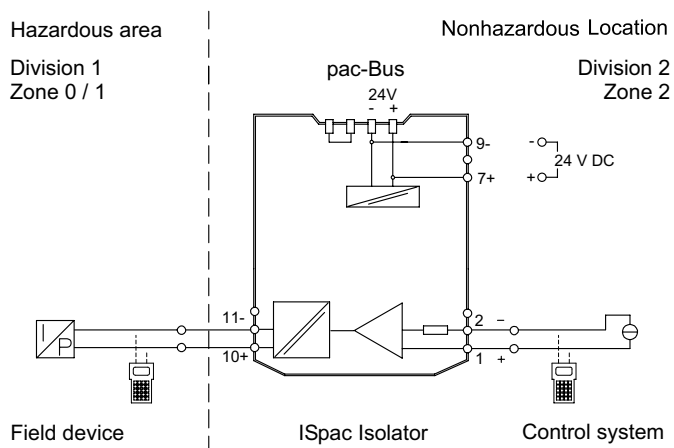 Hazardous area
Nonhazardous Location
Division 1
Zone 0 / 1
pac-Bus
Division 2
Zone 2
24V
- +
9-
7+
-
+
24 V DC
11-
10+
2 –
1 +
I
P
Field device
ISpac Isolator
Control system